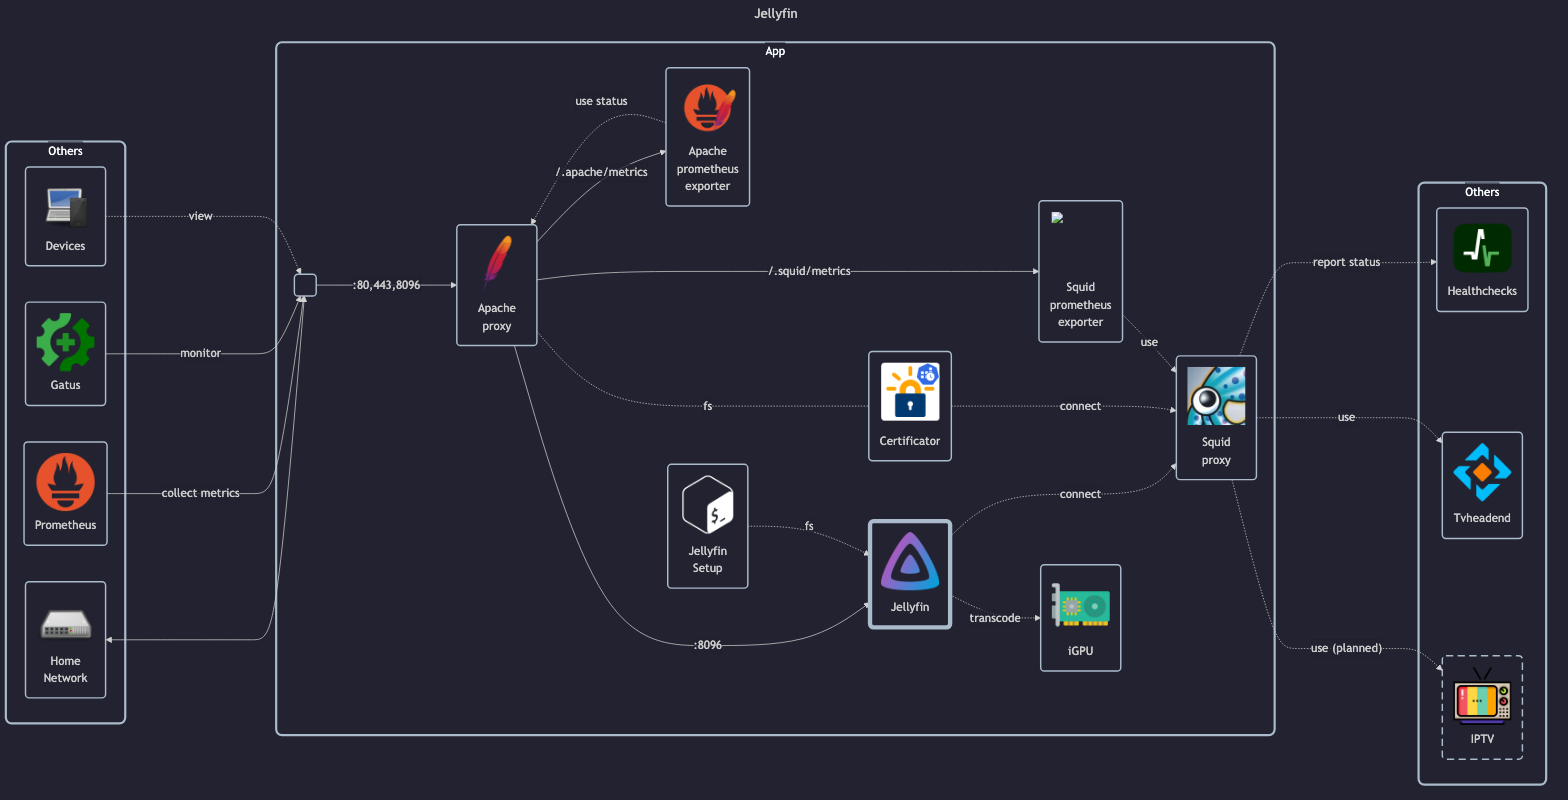 Jellyfin
App
Others
Devices
Gatus
Prometheus
Home
Network
view
monitor
collect metrics
:80,443,8096
Apache
proxy
use status
/.apache/metrics
Apache
prometheus
exporter
/.squid/metrics
Squid
prometheus
exporter
use
fs
Certificator
connect
$_
Jellyfin
Setup
fs
Jellyfin
connect
transcode
iGPU
:8096
Squid
proxy
report status
use
use (planned)
Others
Healthchecks
Tvheadend
IPTV